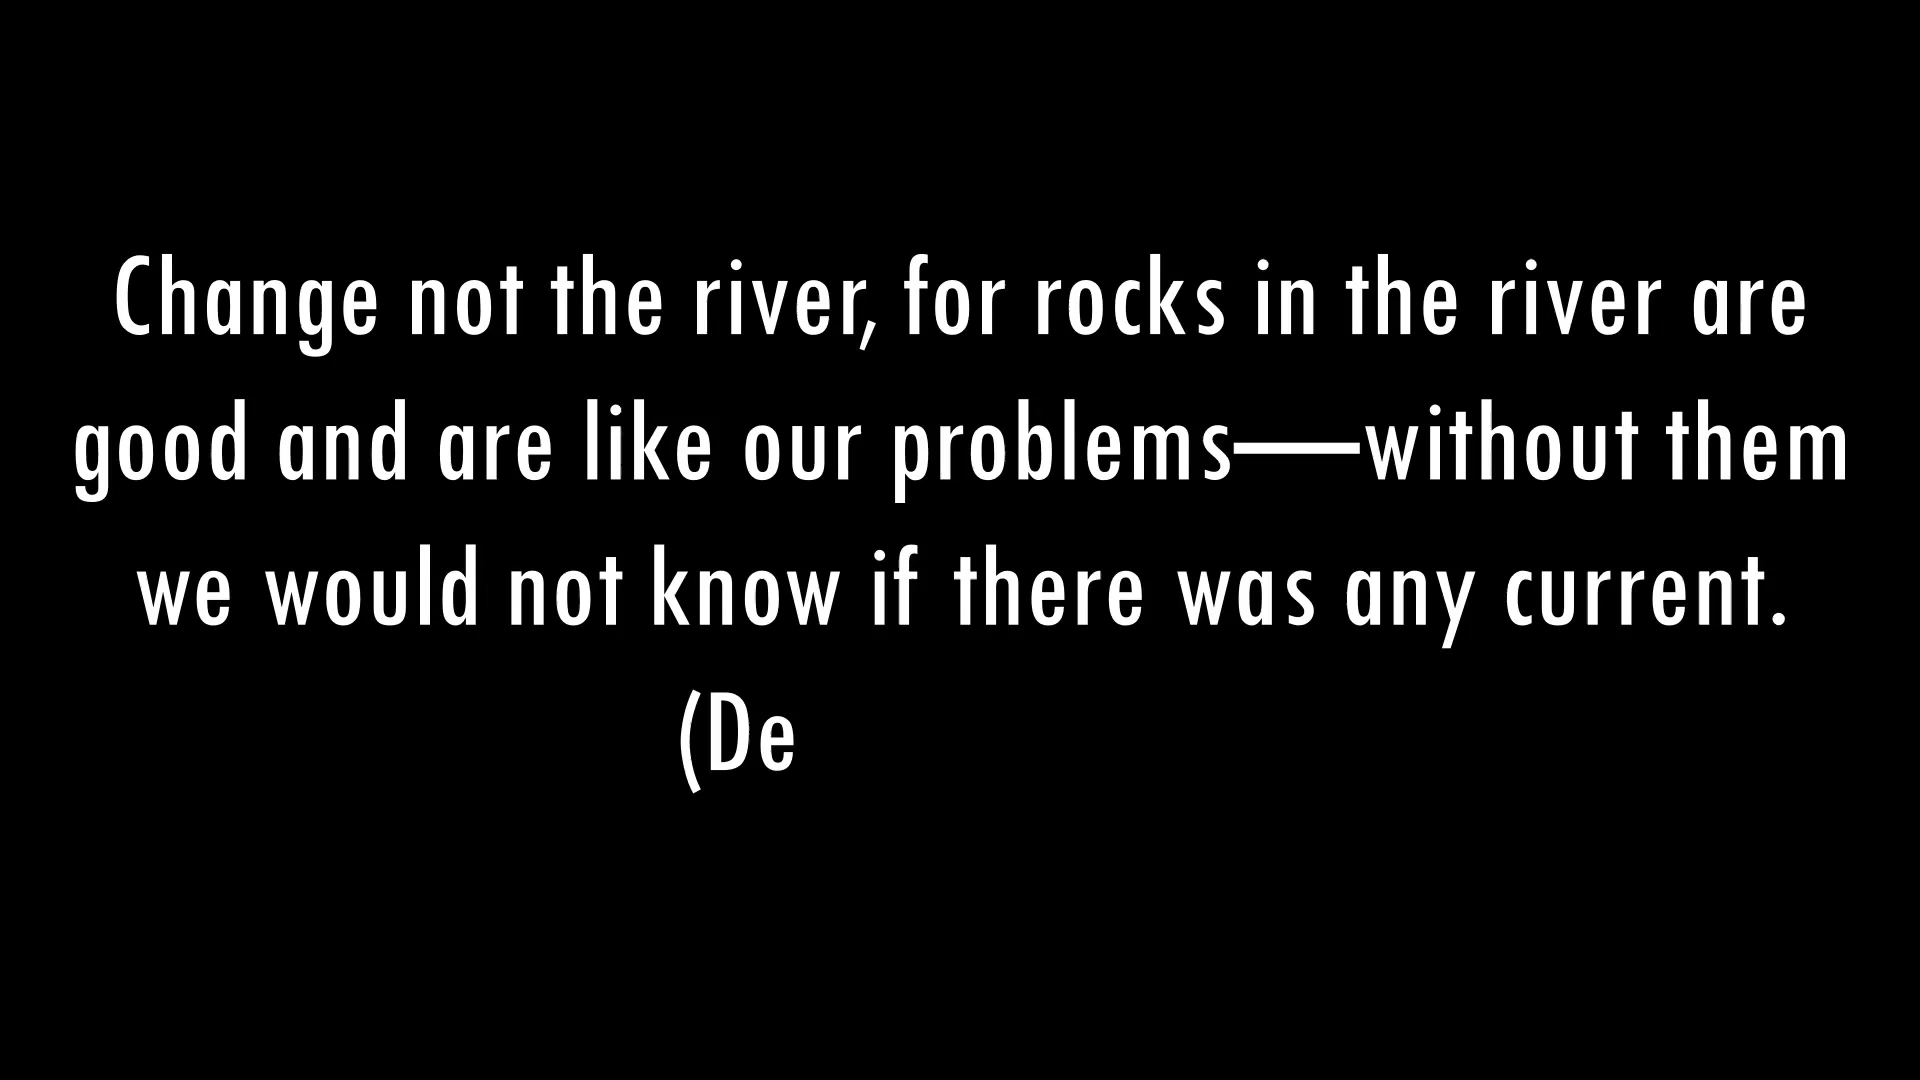 Change not the river, for rocks in the river are
good and are like our problems—without them
we would not know if there was any current.
(De